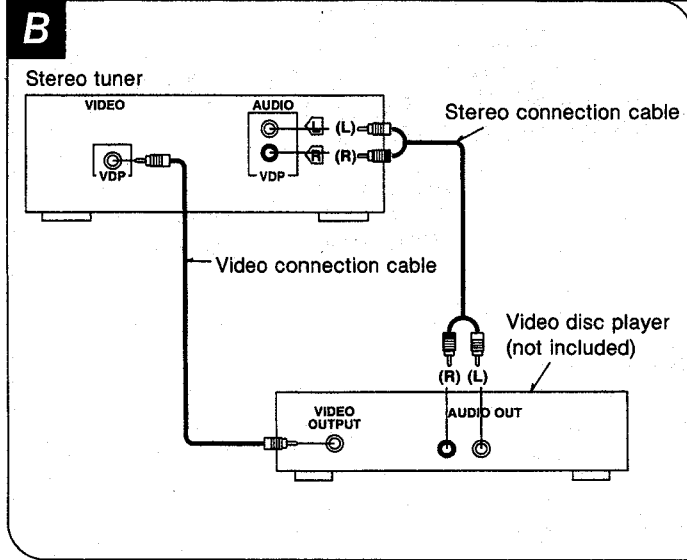 B
Stereo tuner
VIDEO
AUDIO
L (L)
R (R)
VDP
VDP
Stereo connection cable
Video connection cable
Video disc player
(not included)
(R) (L)
VIDEO
OUTPUT
AUDIO OUT